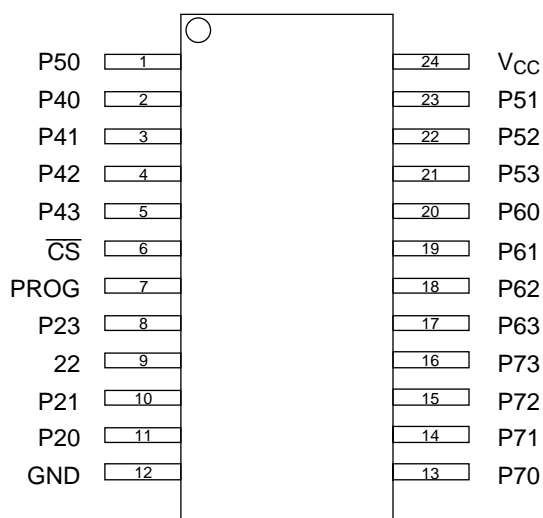 P50 1 24 VCC
P40 2 23 P51
P41 3 22 P52
P42 4 21 P53
P43 5 20 P60
C̅S̅ 6 19 P61
PROG 7 18 P62
P23 8 17 P63
22 9 16 P73
P21 10 15 P72
P20 11 14 P71
GND 12 13 P70